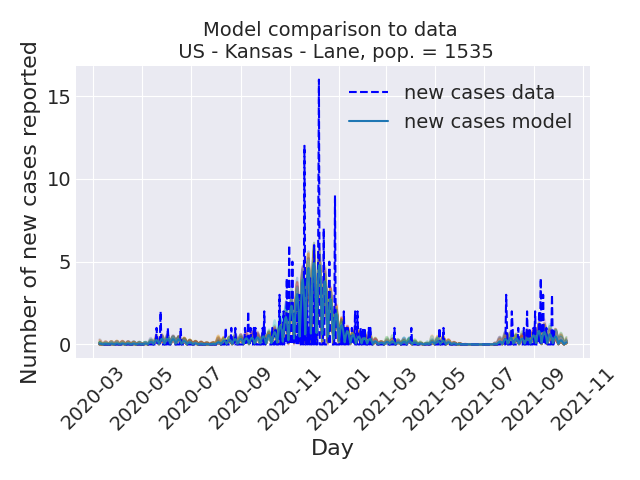 Model comparison to data
US - Kansas - Lane, pop. = 1535
Number of new cases reported
15
10
5
0
new cases data
new cases model
2020-03
2020-05
2020-07
2020-09
2020-11
2021-01
2021-03
2021-05
2021-07
2021-09
2021-11
Day